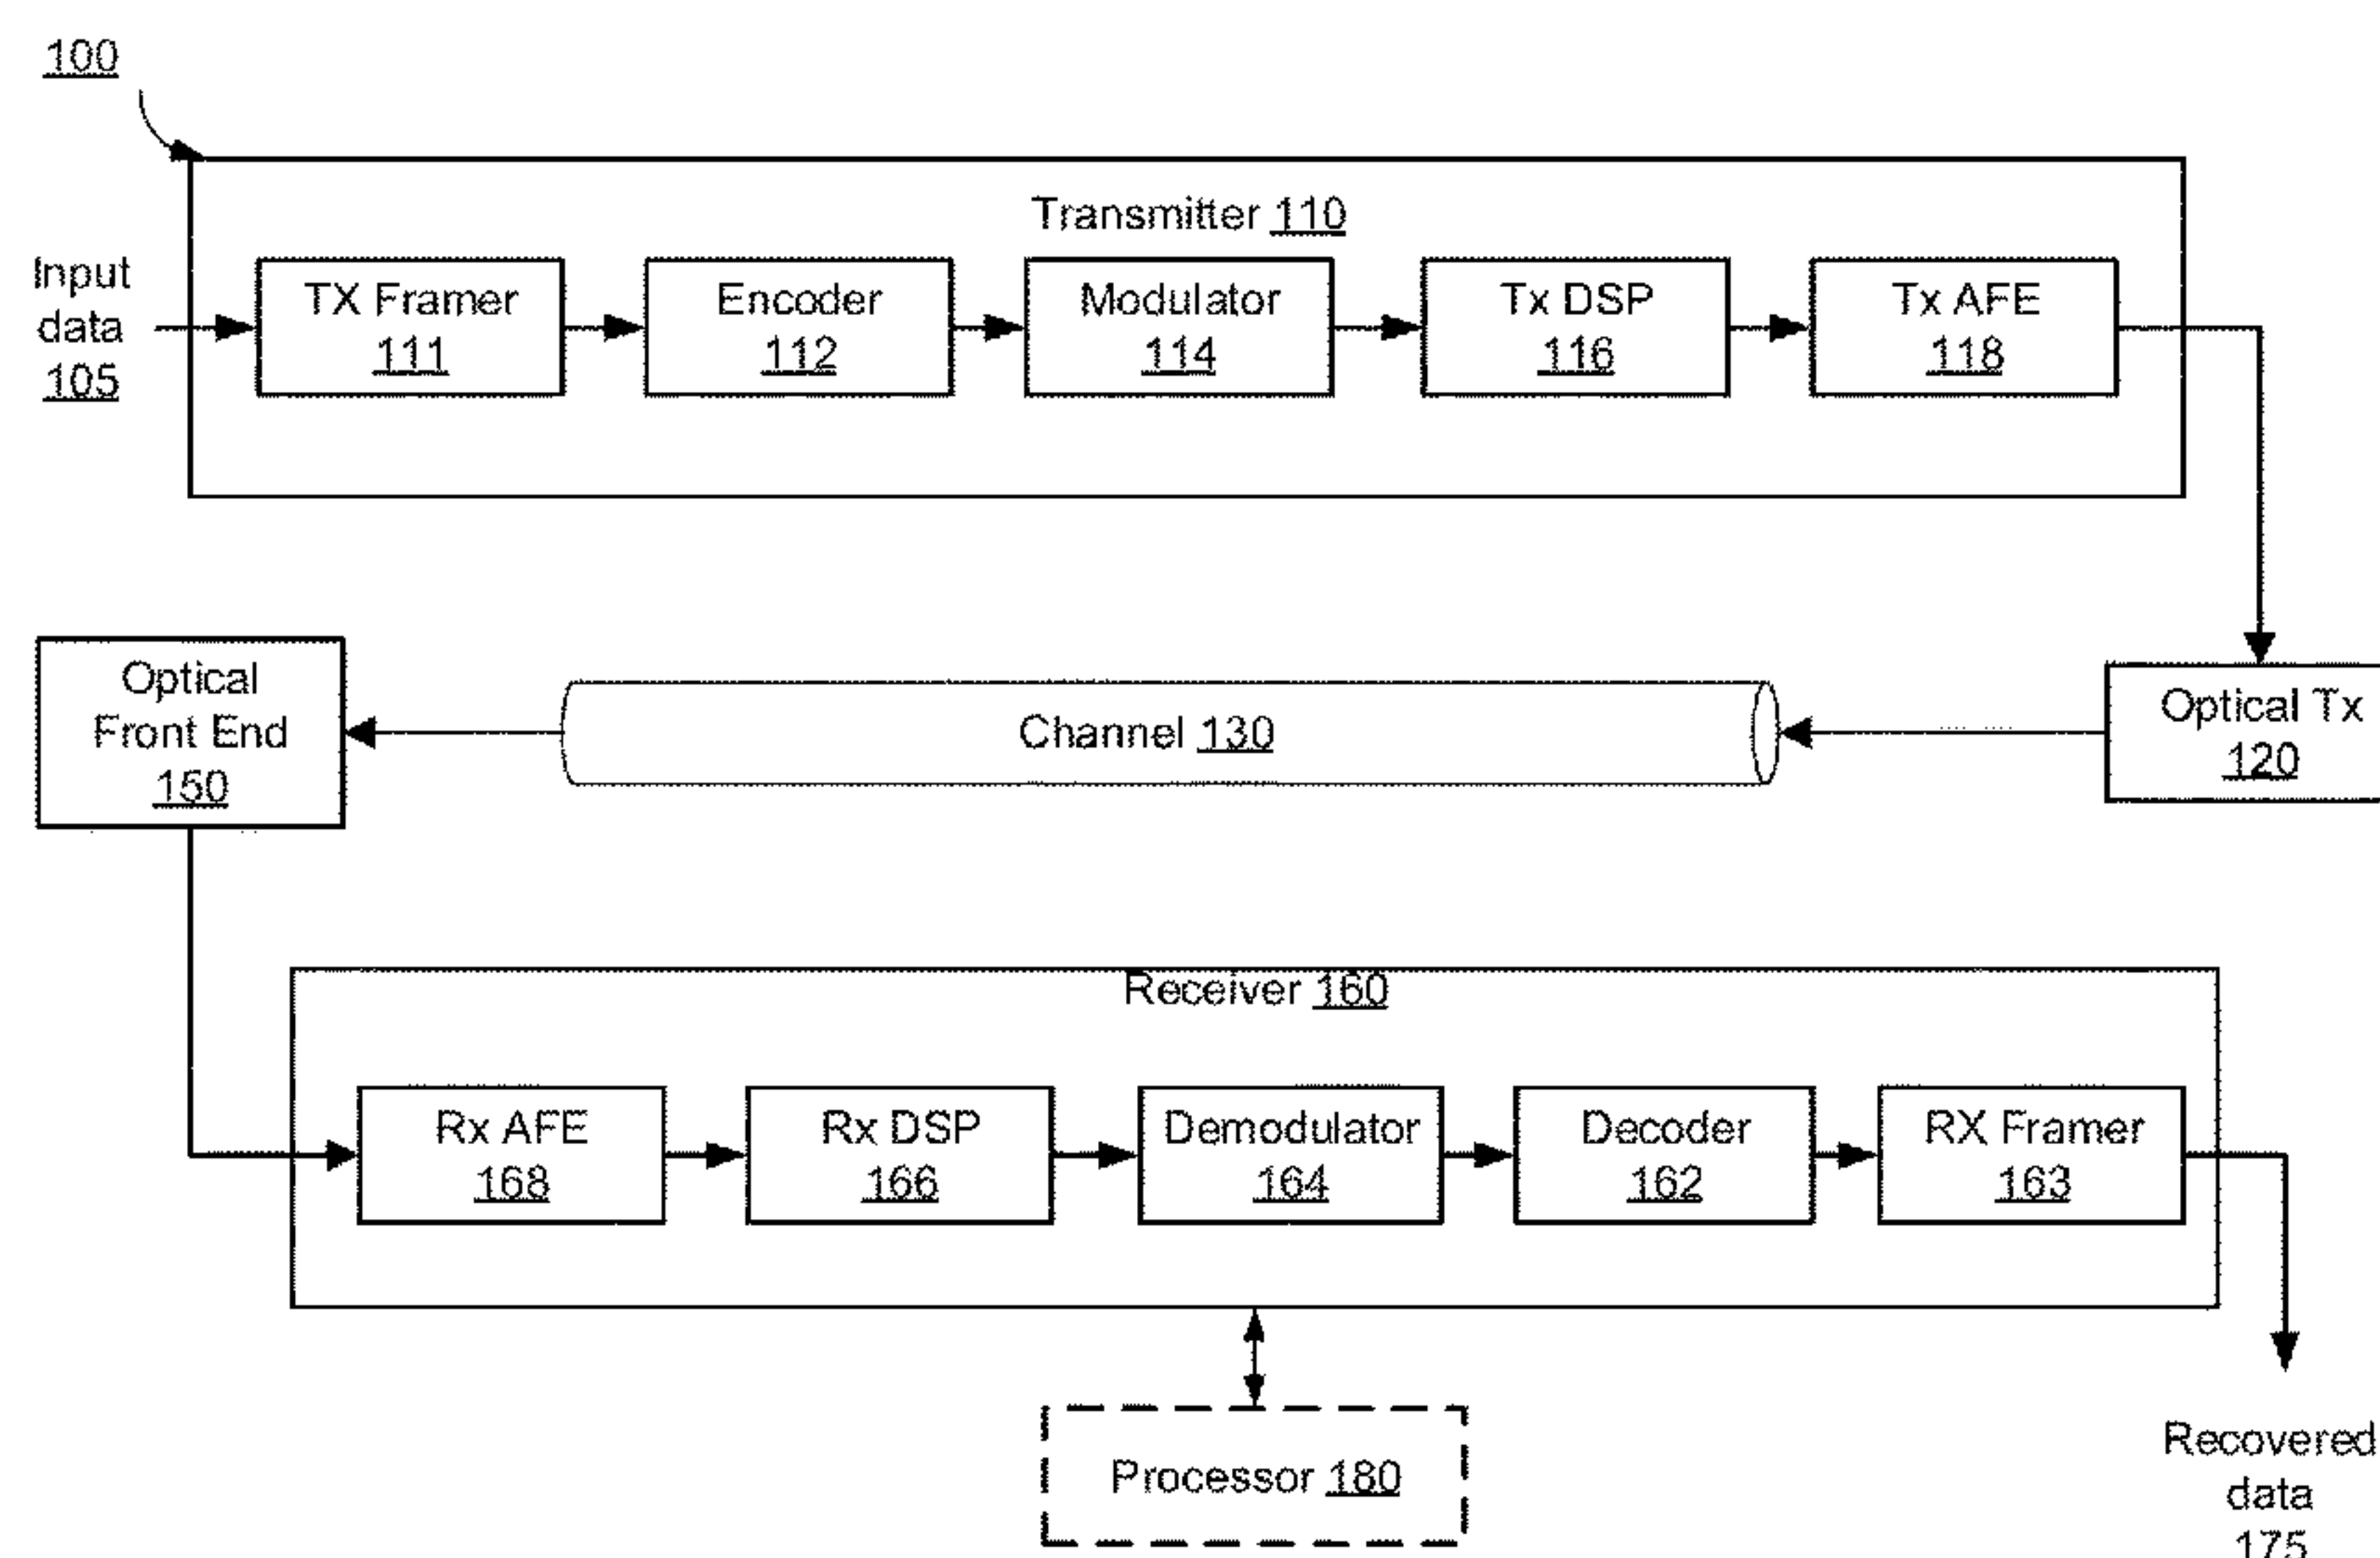 100
Transmitter 110
Input
data
105
TX Framer
111
Encoder
112
Modulator
114
Tx DSP
116
Tx AFE
118
Optical
Front End
150
Channel 130
Optical Tx
120
Receiver 160
Rx AFE
168
Rx DSP
166
Demodulator
164
Decoder
162
RX Framer
163
Processor 180
Recovered
data
175